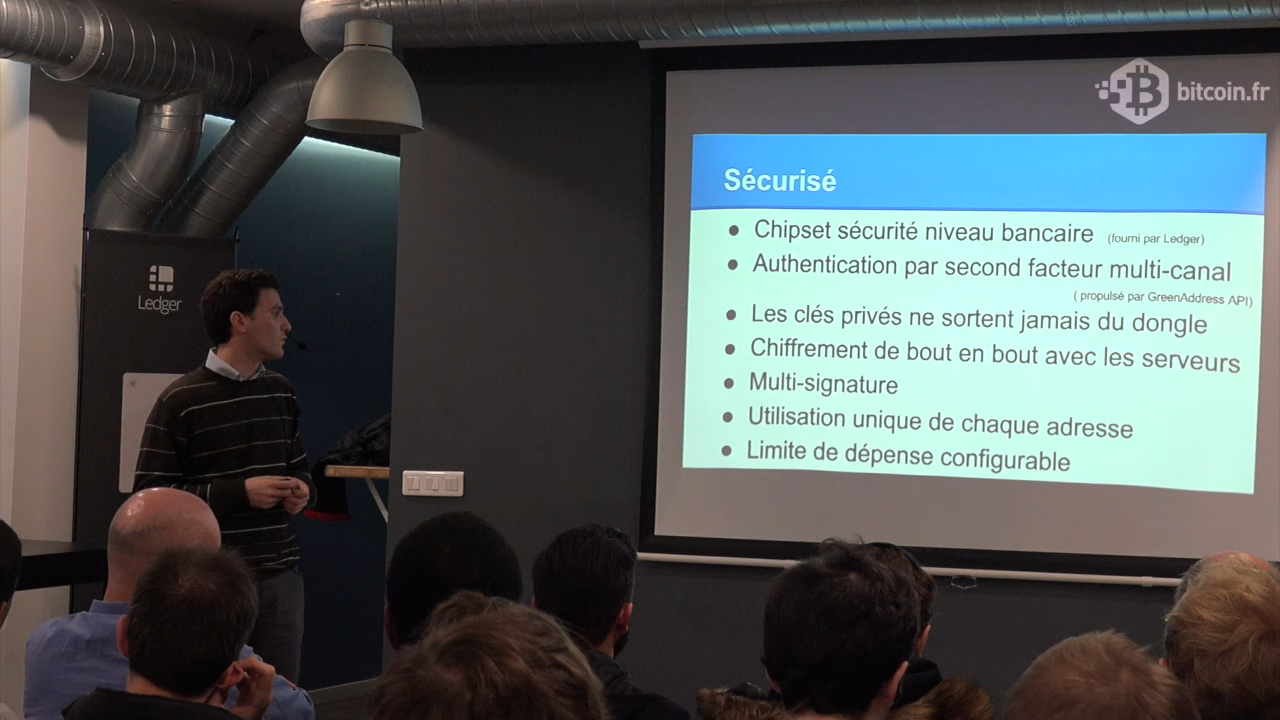 bitcoin.fr
Sécurisé
Chipset sécurité niveau bancaire (fourni par Ledger)
Authentication par second facteur multi-canal
( propulsé par GreenAddress API)
Les clés privés ne sortent jamais du dongle
Chiffrement de bout en bout avec les serveurs
Multi-signature
Utilisation unique de chaque adresse
Limite de dépense configurable
Ledger